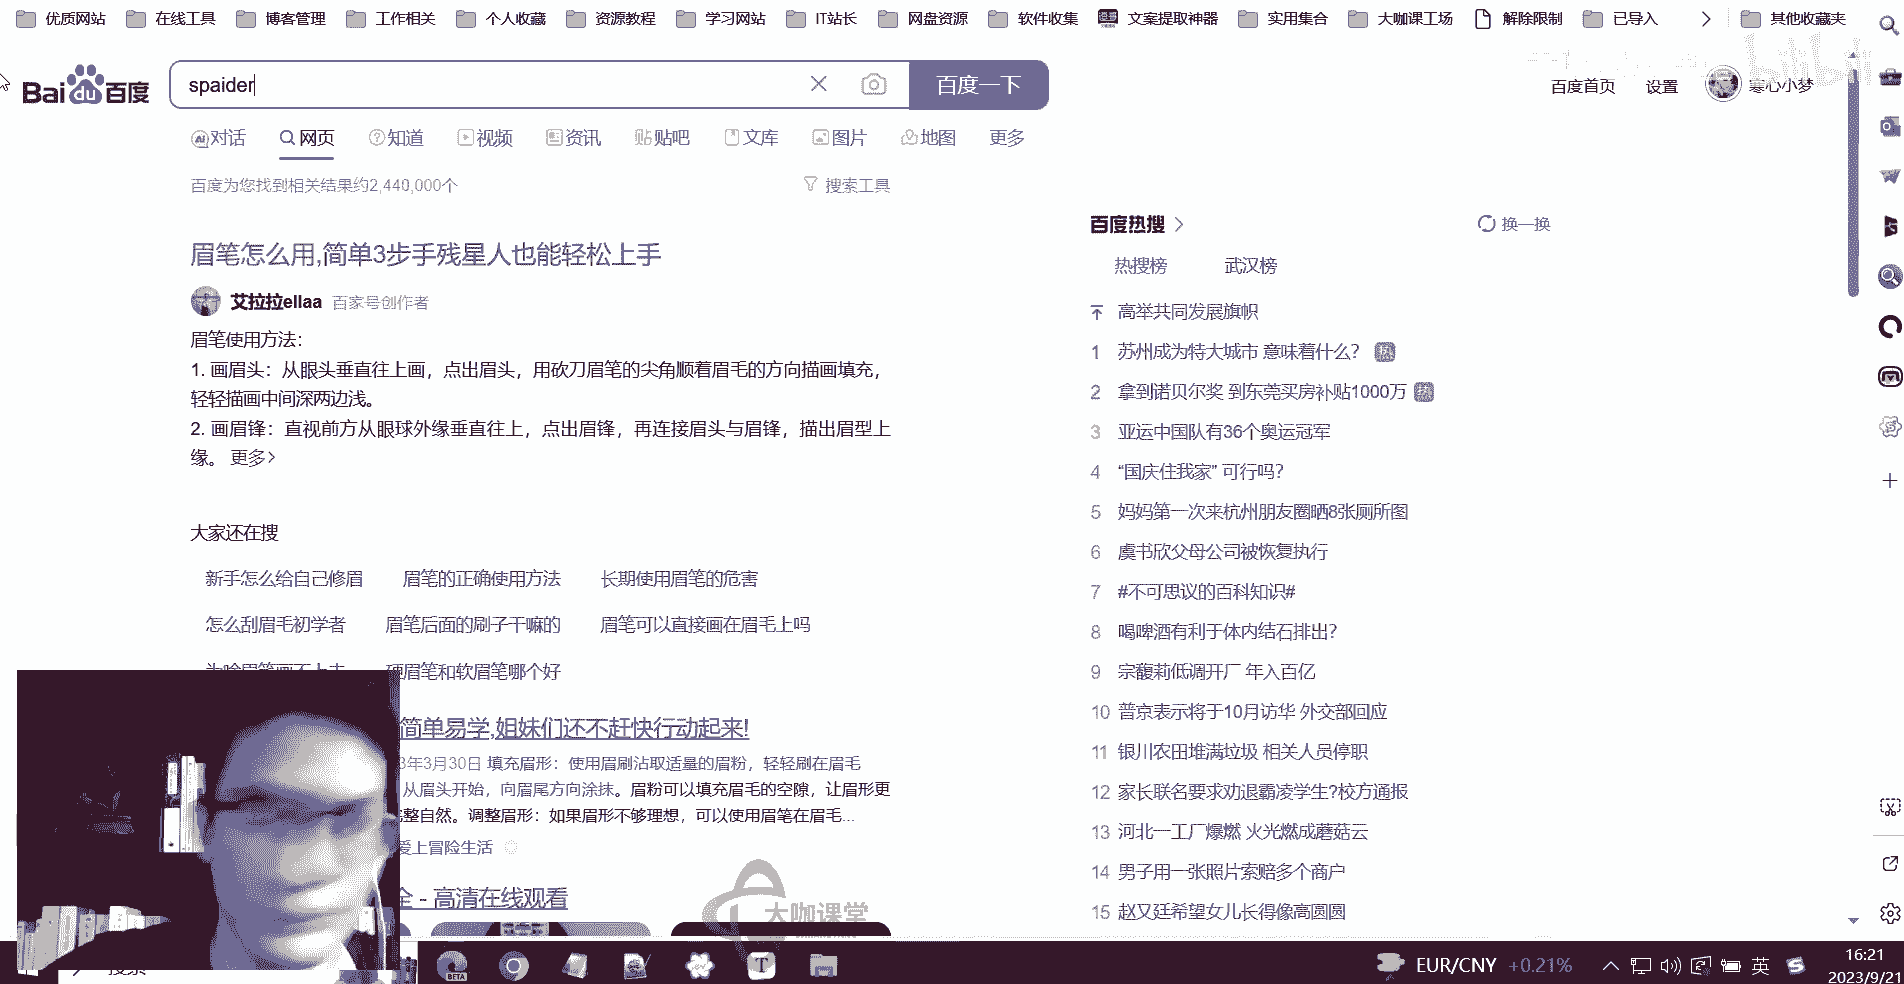 优质网站 在线工具 博客管理 工作相关 个人收藏 资源教程 学习网站 IT站长 网盘资源 软件收集 文案提取神器 实用集合 大咖课工场 解除限制 已导入 其他收藏夹
Bai du 百度 spaider 百度一下 百度首页 设置 寒心小梦
bilibili
对话 网页 知道 视频 资讯 贴吧 文库 图片 地图 更多
百度为您找到相关结果约2,440,000个 搜索工具
眉笔怎么用,简单3步手残星人也能轻松上手
艾拉拉ellaa 百家号创作者
眉笔使用方法:
1. 画眉头：从眼头垂直往上画，点出眉头，用砍刀眉笔的尖角顺着眉毛的方向描画填充，
轻轻描画中间深两边浅。
2. 画眉锋：直视前方从眼球外缘垂直往上，点出眉锋，再连接眉头与眉锋，描出眉型上
缘。 更多>
大家还在搜
新手怎么给自己修眉 眉笔的正确使用方法 长期使用眉笔的危害
怎么刮眉毛初学者 眉笔后面的刷子干嘛的 眉笔可以直接画在眉毛上吗
硬眉笔和软眉笔哪个好
简单易学,姐妹们还不赶快行动起来!
3年3月30日 填充眉形：使用眉刷沾取适量的眉粉，轻轻刷在眉毛
从眉头开始，向眉尾方向涂抹。眉粉可以填充眉毛的空隙，让眉形更
整自然。调整眉形：如果眉形不够理想，可以使用眉笔在眉毛...
爱上冒险生活
全 - 高清在线观看
大咖课堂
百度热搜 > 换一换
热搜榜 武汉榜
高举共同发展旗帜
1 苏州成为特大城市 意味着什么? 热
2 拿到诺贝尔奖 到东莞买房补贴1000万 热
3 亚运中国队有36个奥运冠军
4 “国庆住我家” 可行吗?
5 妈妈第一次来杭州朋友圈晒8张厕所图
6 虞书欣父母公司被恢复执行
7 #不可思议的百科知识#
8 喝啤酒有利于体内结石排出?
9 宗馥莉低调开厂 年入百亿
10 普京表示将于10月访华 外交部回应
11 银川农田堆满垃圾 相关人员停职
12 家长联名要求劝退霸凌学生?校方通报
13 河北一工厂爆燃 火光燃成蘑菇云
14 男子用一张照片索赔多个商户
15 赵又廷希望女儿长得像高圆圆
BETA T EUR/CNY +0.21% 英 16:21
2023/9/21